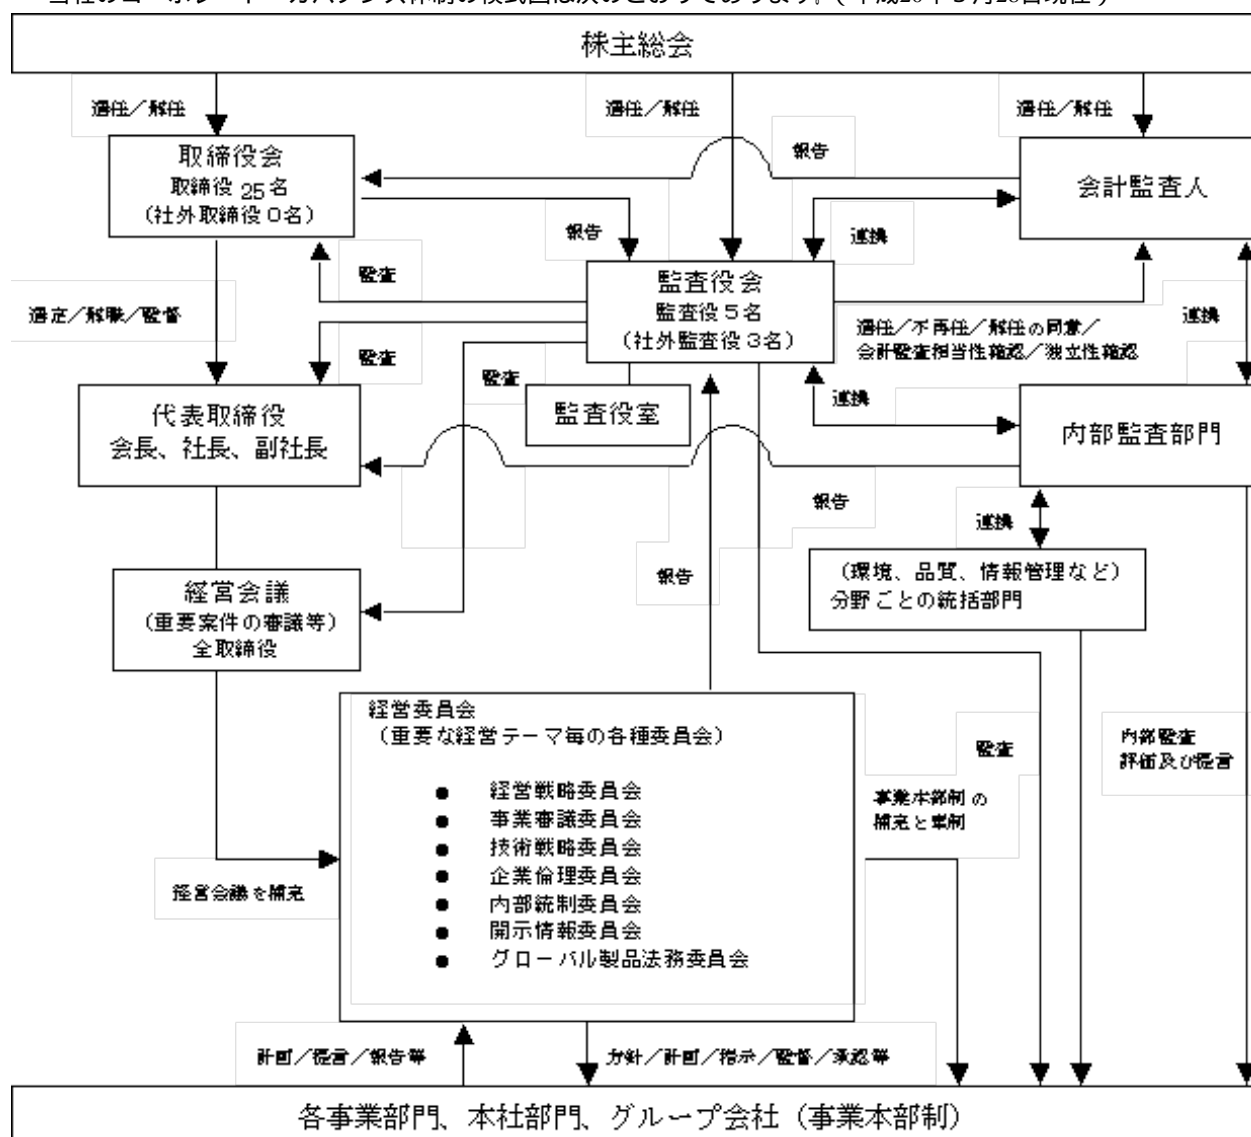 株主総会
選任/解任
選任/解任
選任/解任
取締役会
取締役 25名
(社外取締役0名)
報告
会計監査人
報告
連携
監査
監査役会
監査役5名
(社外監査役3名)
選定/解職/監督
選任/不再任/解任の同意/
会計監査相当性確認/独立性確認
連携
監査
監査
代表取締役
会長、社長、副社長
監査役室
連携
内部監査部門
報告
連携
報告
経営会議
(重要案件の審議等)
全取締役
(環境、品質、情報管理など)
分野ごとの統括部門
経営委員会
(重要な経営テーマ毎の各種委員会)
● 経営戦略委員会
● 事業審議委員会
● 技術戦略委員会
● 企業倫理委員会
● 内部統制委員会
● 開示情報委員会
● グローバル製品法務委員会
監査
内部監査
評価及び提言
事業本部制の
補完と牽制
経営会議を補完
計画/提言/報告等
方針/計画/指示/監督/承認等
各事業部門、本社部門、グループ会社(事業本部制)